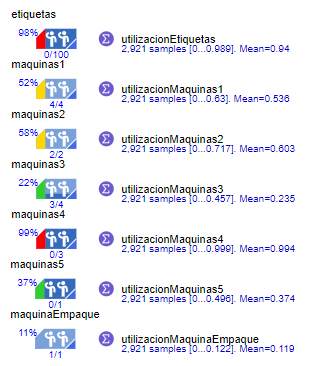 etiquetas
98%
0/100
utilizacionEtiquetas
2,921 samples [0...0.989]. Mean=0.94
maquinas1
52%
4/4
utilizacionMaquinas1
2,921 samples [0...0.63]. Mean=0.536
maquinas2
58%
2/2
utilizacionMaquinas2
2,921 samples [0...0.717]. Mean=0.603
maquinas3
22%
3/4
utilizacionMaquinas3
2,921 samples [0...0.457]. Mean=0.235
maquinas4
99%
0/3
utilizacionMaquinas4
2,921 samples [0...0.999]. Mean=0.994
maquinas5
37%
0/1
utilizacionMaquinas5
2,921 samples [0...0.496]. Mean=0.374
maquinaEmpaque
11%
1/1
utilizacionMaquinaEmpaque
2,921 samples [0...0.122]. Mean=0.119